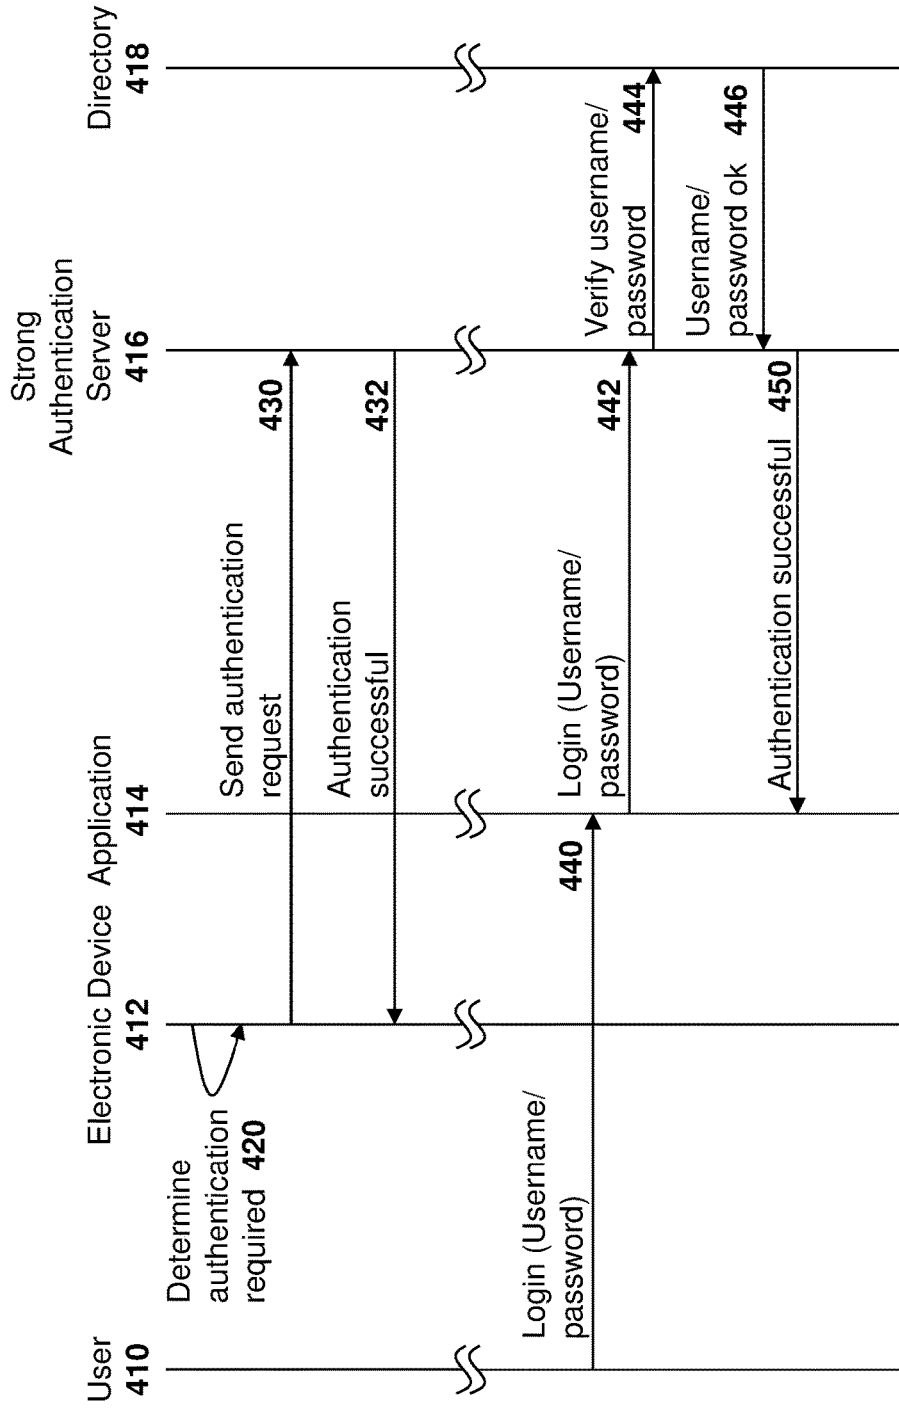 User
410
Electronic Device
412
Application
414
Strong
Authentication
Server
416
Directory
418
Determine
authentication
required 420
Send authentication
request
430
Authentication
successful
432
Login (Username/
password)
440
Login (Username/
password)
442
Verify username/
password 444
Username/
password ok 446
Authentication successful 450